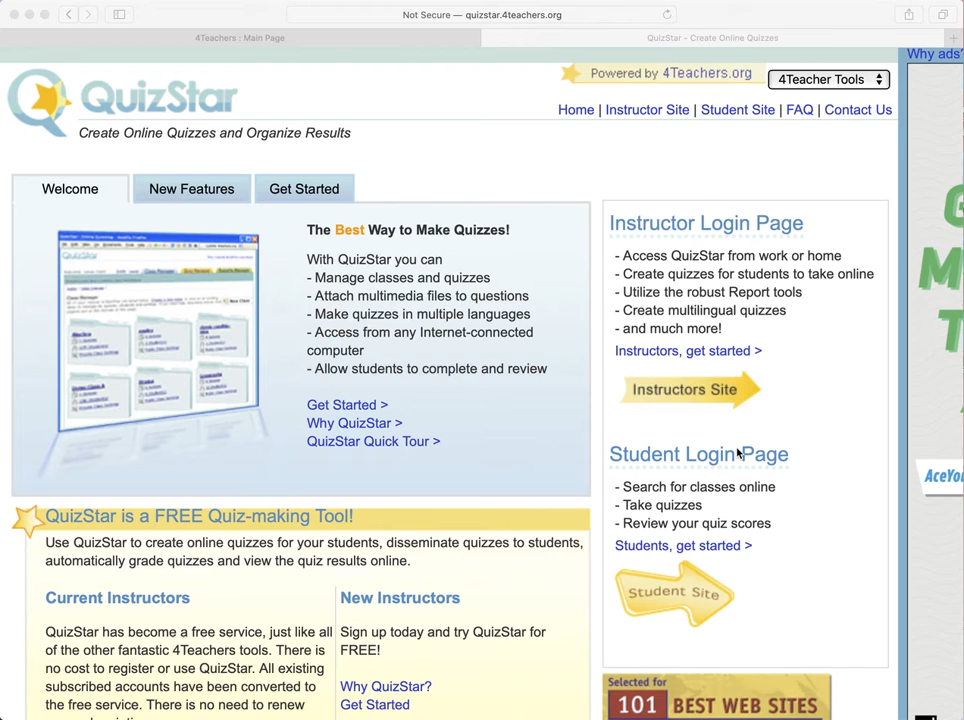 Not Secure — quizstar.4teachers.org
4Teachers : Main Page
QuizStar - Create Online Quizzes
Why ads?
QuizStar
Powered by 4Teachers.org
4Teacher Tools
Home | Instructor Site | Student Site | FAQ | Contact Us
Create Online Quizzes and Organize Results
Welcome
New Features
Get Started
The Best Way to Make Quizzes!
With QuizStar you can
- Manage classes and quizzes
- Attach multimedia files to questions
- Make quizzes in multiple languages
- Access from any Internet-connected
computer
- Allow students to complete and review
Get Started >
Why QuizStar >
QuizStar Quick Tour >
Instructor Login Page
- Access QuizStar from work or home
- Create quizzes for students to take online
- Utilize the robust Report tools
- Create multilingual quizzes
- and much more!
Instructors, get started >
Instructors Site
Student Login Page
- Search for classes online
- Take quizzes
- Review your quiz scores
Students, get started >
Student Site
QuizStar is a FREE Quiz-making Tool!
Use QuizStar to create online quizzes for your students, disseminate quizzes to students,
automatically grade quizzes and view the quiz results online.
Current Instructors
QuizStar has become a free service, just like all
of the other fantastic 4Teachers tools. There is
no cost to register or use QuizStar. All existing
subscribed accounts have been converted to
the free service. There is no need to renew
New Instructors
Sign up today and try QuizStar for
FREE!
Why QuizStar?
Get Started
Selected for
101 BEST WEB SITES
AceYou